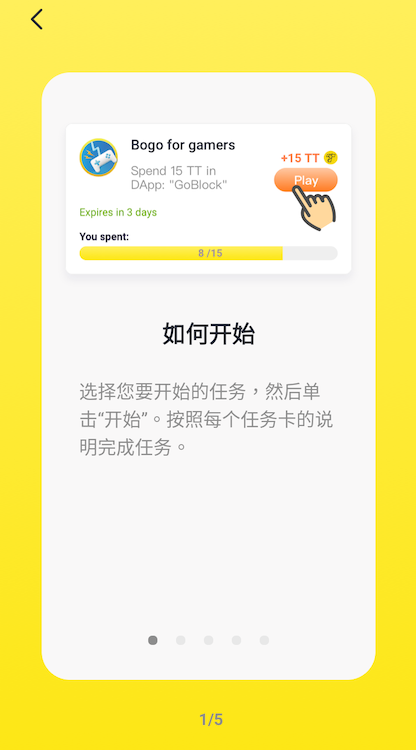 Bogo for gamers
Spend 15 TT in
DApp: "GoBlock"
+15 TT
Play
Expires in 3 days
You spent:
8 /15
如何开始
选择您要开始的任务，然后单
击“开始”。按照每个任务卡的说
明完成任务。
1/5